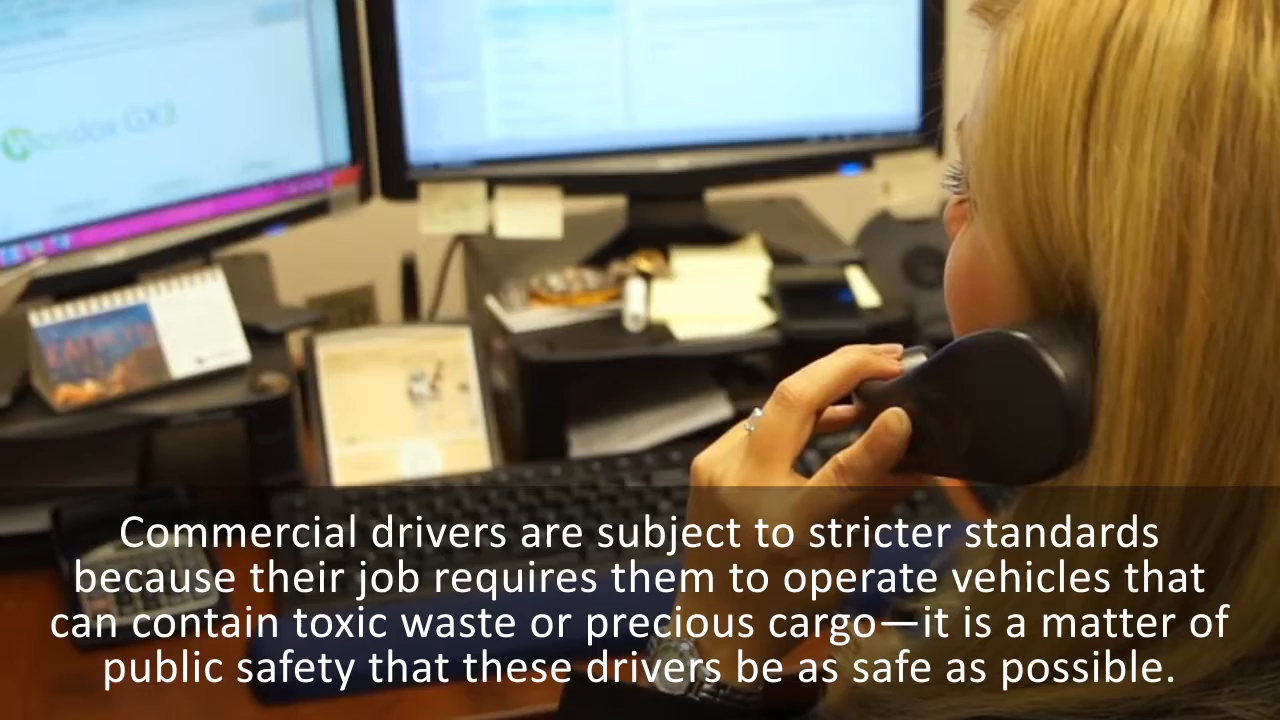 Commercial drivers are subject to stricter standards
because their job requires them to operate vehicles that
can contain toxic waste or precious cargo—it is a matter of
public safety that these drivers be as safe as possible.